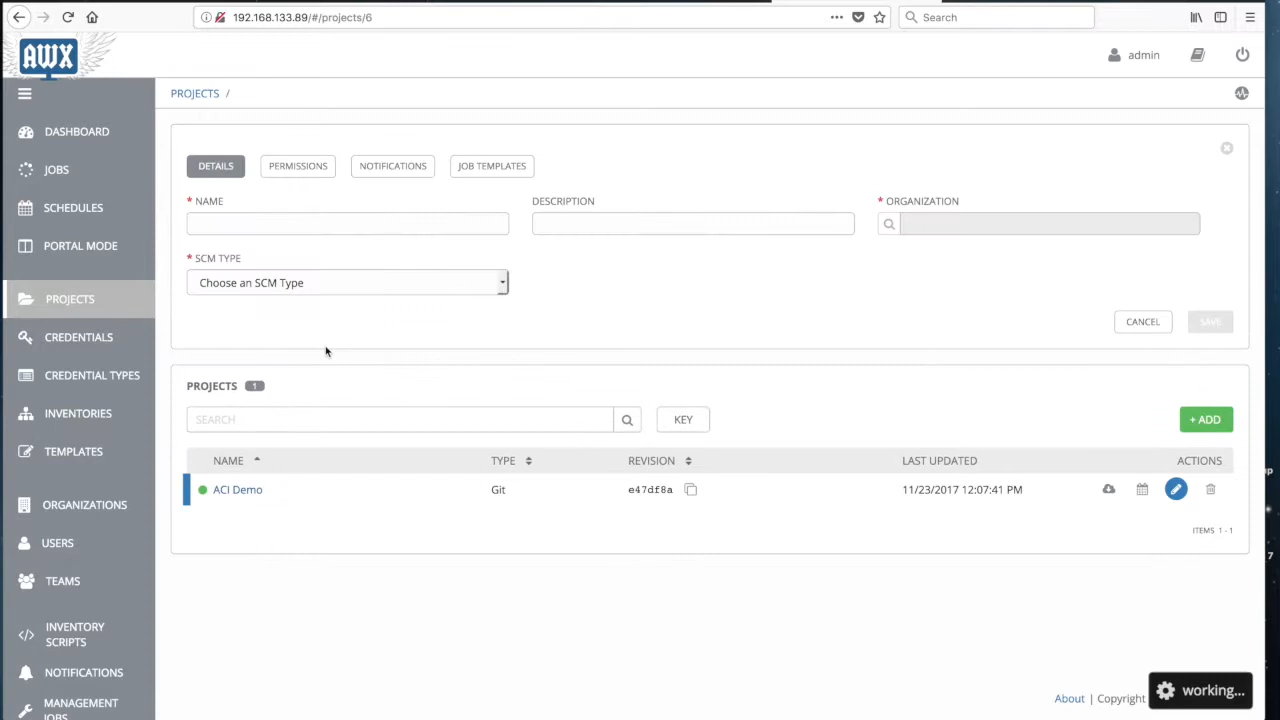 192.168.133.89/#/projects/6
Search
AWX
admin
PROJECTS /
DASHBOARD
JOBS
SCHEDULES
PORTAL MODE
PROJECTS
CREDENTIALS
CREDENTIAL TYPES
INVENTORIES
TEMPLATES
ORGANIZATIONS
USERS
TEAMS
INVENTORY
SCRIPTS
NOTIFICATIONS
MANAGEMENT
JOBS
DETAILS PERMISSIONS NOTIFICATIONS JOB TEMPLATES
* NAME DESCRIPTION * ORGANIZATION
* SCM TYPE
Choose an SCM Type
CANCEL SAVE
PROJECTS 1
SEARCH KEY + ADD
NAME TYPE REVISION LAST UPDATED ACTIONS
ACI Demo Git e47df8a 11/23/2017 12:07:41 PM
ITEMS 1 - 1
About | Copyright
working...
7